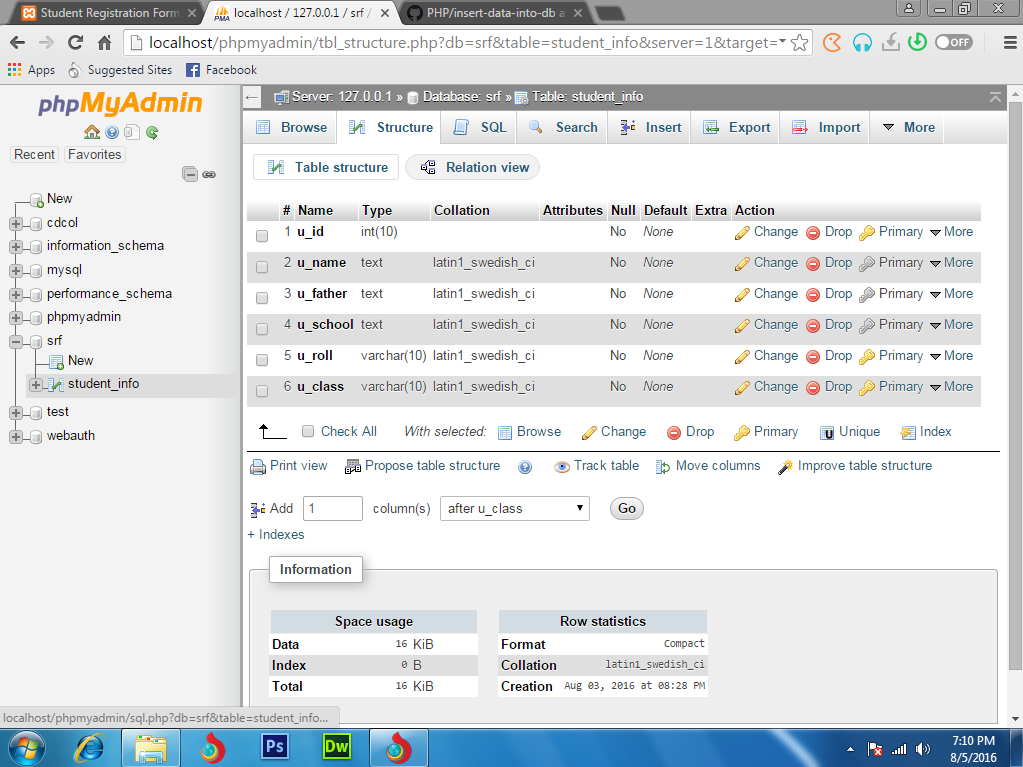 Student Registration Form
localhost / 127.0.0.1 / srf /
PHP/insert-data-into-db a
localhost/phpmyadmin/tbl_structure.php?db=srf&table=student_info&server=1&target=
OFF
Apps Suggested Sites Facebook
phpMyAdmin
Recent Favorites
New
cdcol
information_schema
mysql
performance_schema
phpmyadmin
srf
New
student_info
test
webauth
Server: 127.0.0.1 » Database: srf » Table: student_info
Browse Structure SQL Search Insert Export Import More
Table structure Relation view
# Name Type Collation Attributes Null Default Extra Action
1 u_id int(10) No None Change Drop Primary More
2 u_name text latin1_swedish_ci No None Change Drop Primary More
3 u_father text latin1_swedish_ci No None Change Drop Primary More
4 u_school text latin1_swedish_ci No None Change Drop Primary More
5 u_roll varchar(10) latin1_swedish_ci No None Change Drop Primary More
6 u_class varchar(10) latin1_swedish_ci No None Change Drop Primary More
Check All With selected: Browse Change Drop Primary Unique Index
Print view Propose table structure Track table Move columns Improve table structure
Add 1 column(s) after u_class Go
+ Indexes
Information
Space usage
Data 16 KiB
Index 0 B
Total 16 KiB
Row statistics
Format Compact
Collation latin1_swedish_ci
Creation Aug 03, 2016 at 08:28 PM
localhost/phpmyadmin/sql.php?db=srf&table=student_info...
Ps
Dw
7:10 PM
8/5/2016